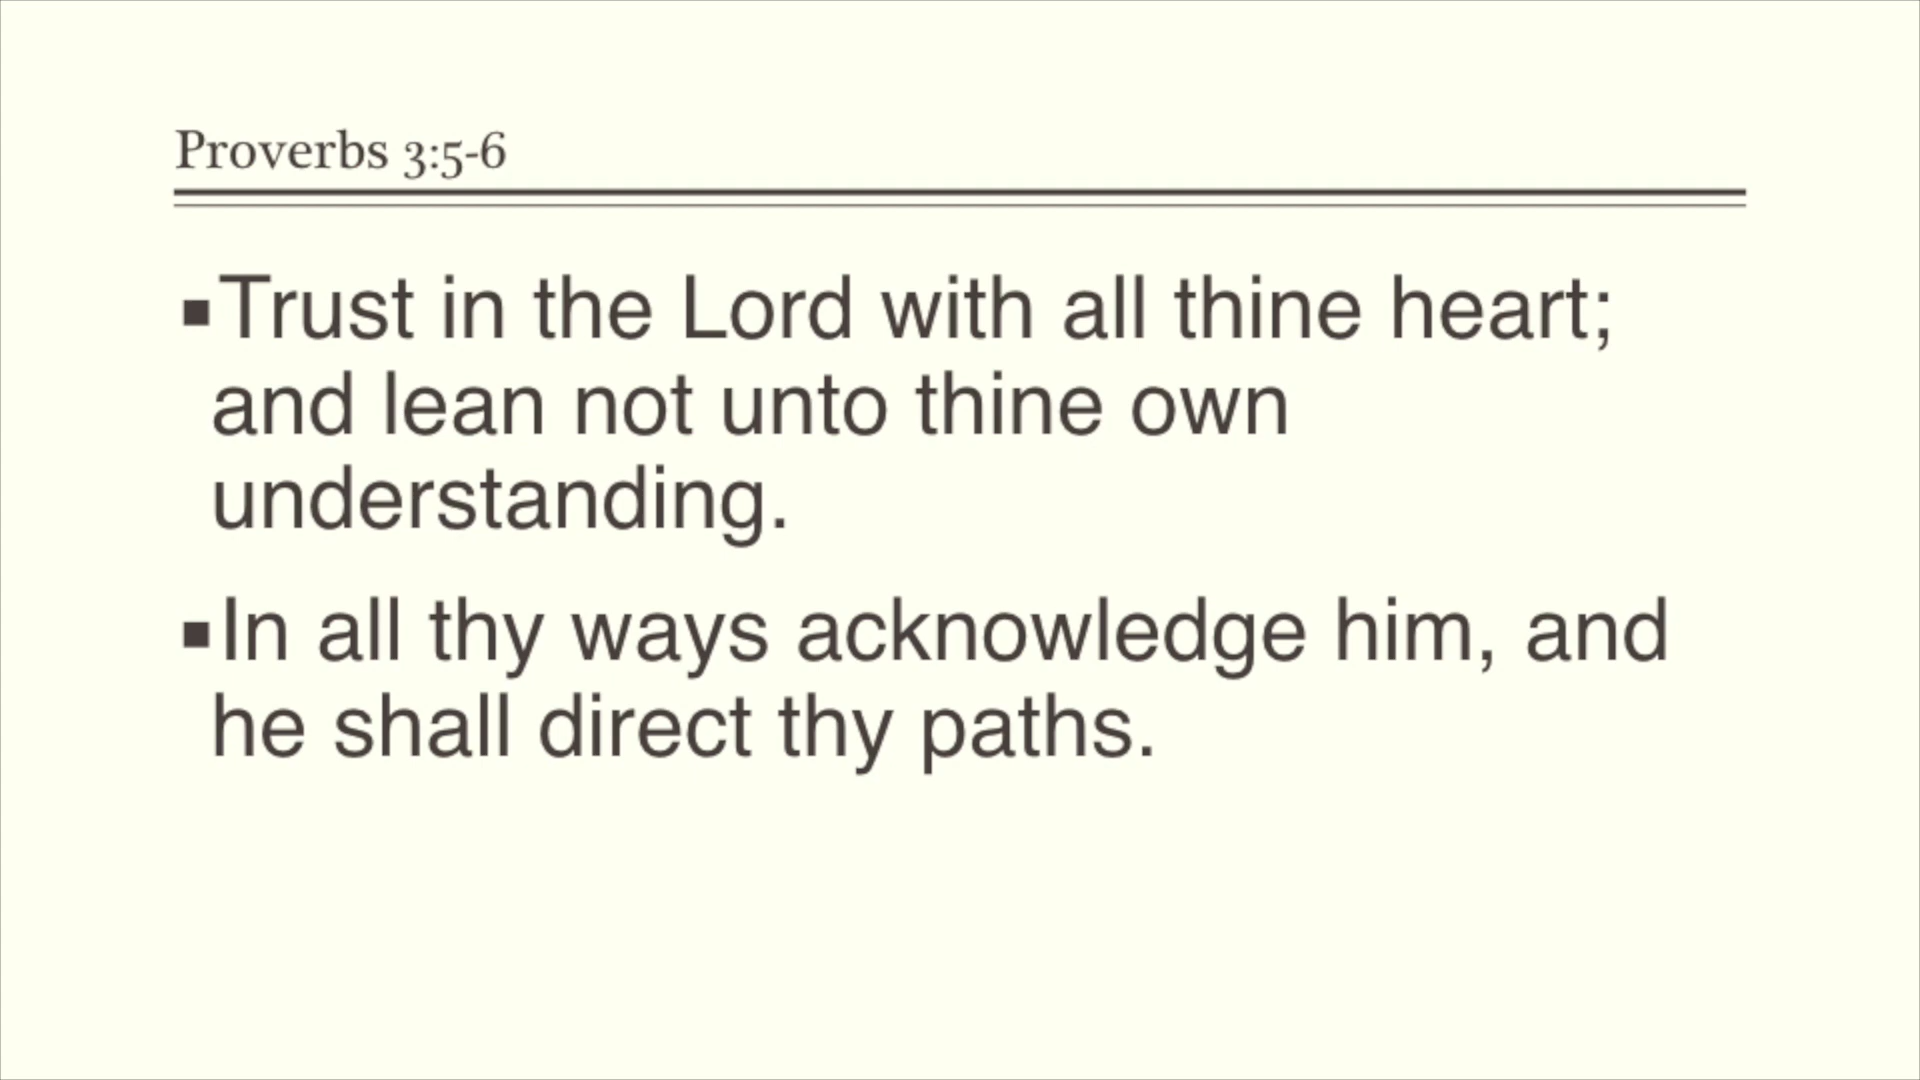 Proverbs 3:5-6
▪Trust in the Lord with all thine heart;
and lean not unto thine own
understanding.
▪In all thy ways acknowledge him, and
he shall direct thy paths.